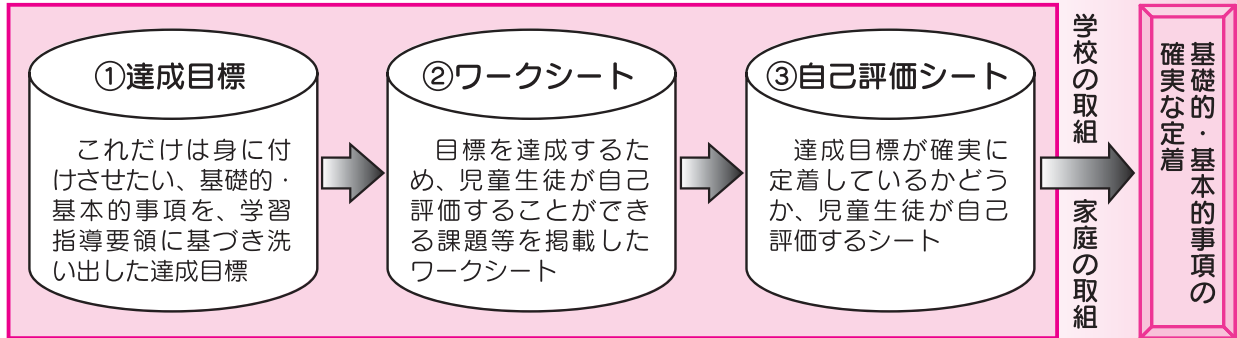 ①達成目標
これだけは身に付
けさせたい、基礎的・
基本的事項を、学習
指導要領に基づき洗
い出した達成目標
②ワークシート
目標を達成するた
め、児童生徒が自己
評価することができ
る課題等を掲載した
ワークシート
③自己評価シート
達成目標が確実に
定着しているかどう
か、児童生徒が自己
評価するシート
学校の取組
家庭の取組
基礎的・基本的事項の
確実な定着